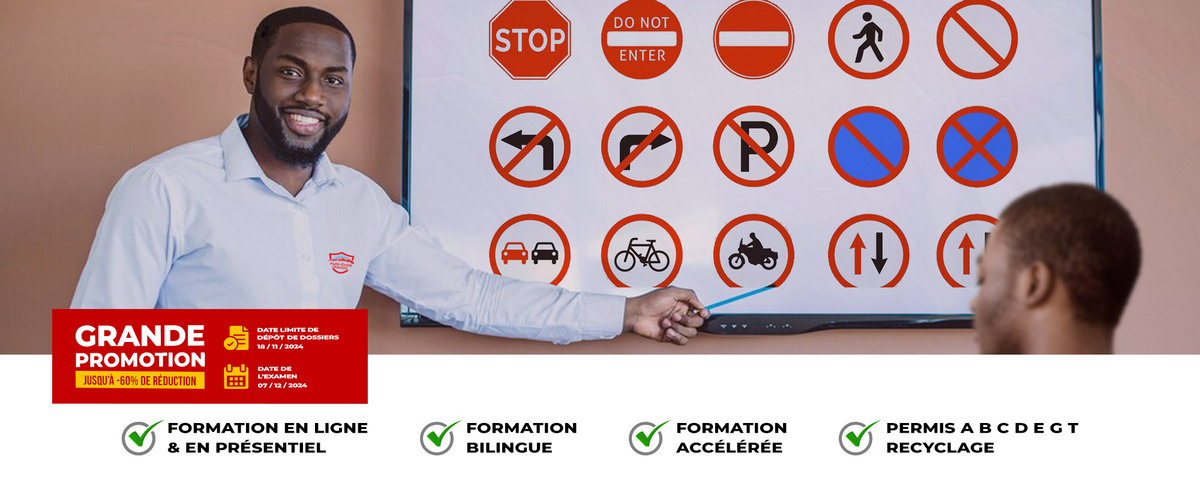 STOP
DO NOT
ENTER
P
GRANDE
PROMOTION
JUSQU'À -60% DE RÉDUCTION
DATE LIMITE DE
DÉPÔT DE DOSSIERS
18 / 11 / 2024
DATE DE
L'EXAMEN
07 / 12 / 2024
FORMATION EN LIGNE
& EN PRÉSENTIEL
FORMATION
BILINGUE
FORMATION
ACCÉLÉRÉE
PERMIS A B C D E G T
RECYCLAGE